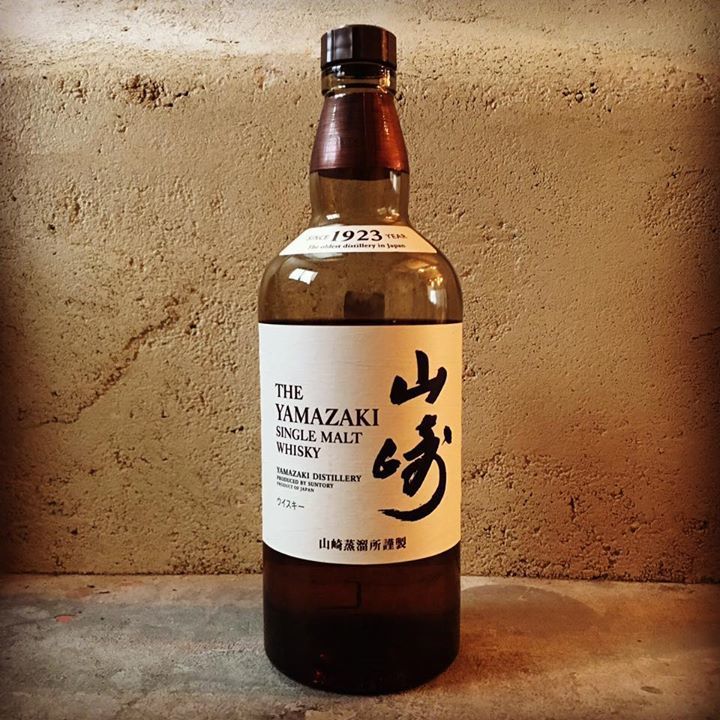 SINCE 1923 YEAR
The oldest distillery in Japan
THE
YAMAZAKI
SINGLE MALT
WHISKY
山崎
YAMAZAKI DISTILLERY
PRODUCED BY SUNTORY
PRODUCT OF JAPAN
ウイスキー
山崎蒸溜所謹製